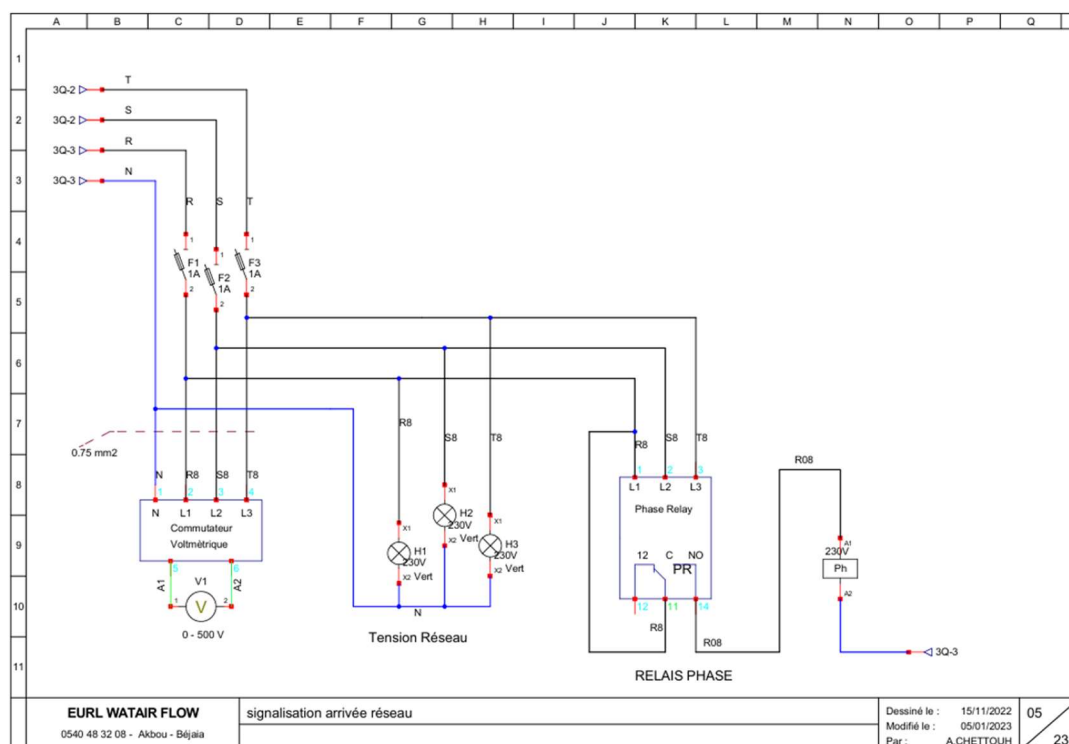 A B C D E F G H I J K L M N O P Q
1
2
3
4
5
6
7
8
9
10
11
3Q-2 T
3Q-2 S
3Q-3 R
3Q-3 N
R S T
1 1 1
F1
1A
F2
1A
F3
1A
2 2 2
0.75 mm2
R8 S8 T8
N R8 S8 T8
1 2 3 4
N L1 L2 L3
Commutateur
Voltmètrique
5 6
A1 A2
V1
1 V 2
0 - 500 V
X1
H1
230V
X2 Vert
X1
H2
230V
X2 Vert
X1
H3
230V
X2 Vert
N
Tension Réseau
R8 S8 T8
1 2 3
L1 L2 L3
Phase Relay
12 C NO
PR
12 11 14
R8
R08
RELAIS PHASE
R08
A1
230V
Ph
A2
3Q-3
EURL WATAIR FLOW
0540 48 32 08 - Akbou - Béjaia
signalisation arrivée réseau
Dessiné le : 15/11/2022
Modifié le : 05/01/2023
Par : A.CHETTOUH
05
23